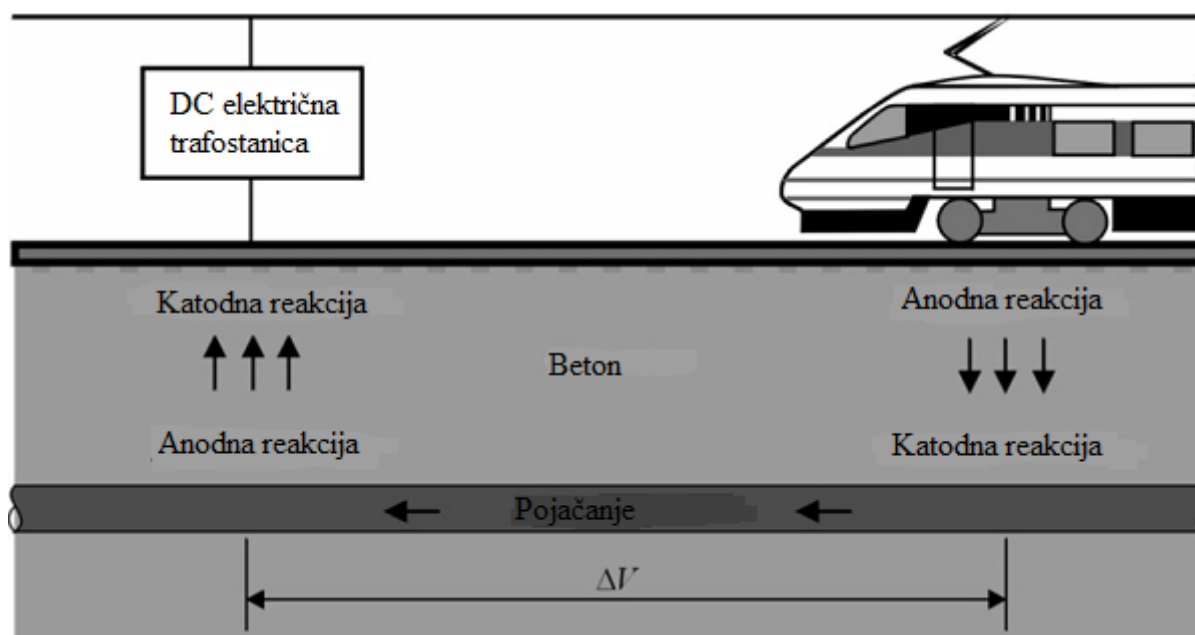 DC električna
trafostanica
Katodna reakcija
Anodna reakcija
Beton
Anodna reakcija
Katodna reakcija
Pojačanje
ΔV